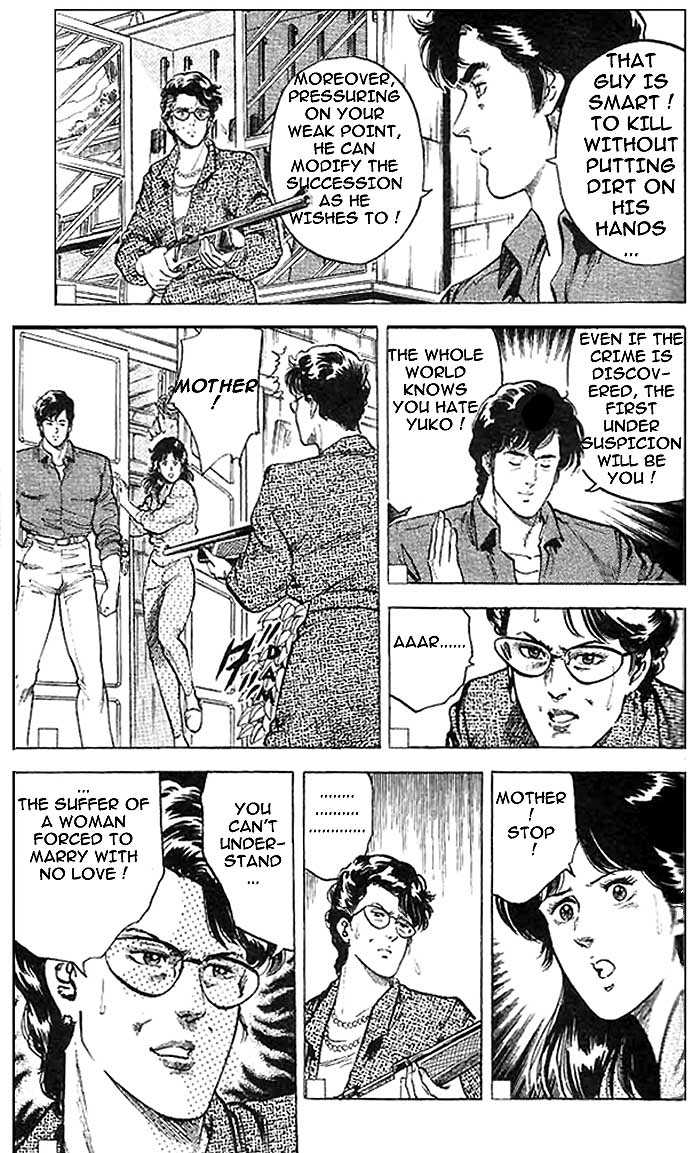 THAT
GUY IS
SMART !
TO KILL
WITHOUT
PUTTING
DIRT ON
HIS
HANDS
...
MOREOVER,
PRESSURING
ON YOUR
WEAK POINT,
HE CAN
MODIFY THE
SUCCESSION
AS HE
WISHES TO !
EVEN IF THE
CRIME IS
DISCOV-
ERED, THE
FIRST
UNDER
SUSPICION
WILL BE
YOU !
THE WHOLE
WORLD
KNOWS
YOU HATE
YUKO !
AAAR......
MOTHER
!
DAM
MOTHER
!
STOP
!
........
..........
.............
YOU
CAN'T
UNDER-
STAND
...
...
THE SUFFER OF
A WOMAN
FORCED TO
MARRY WITH
NO LOVE !